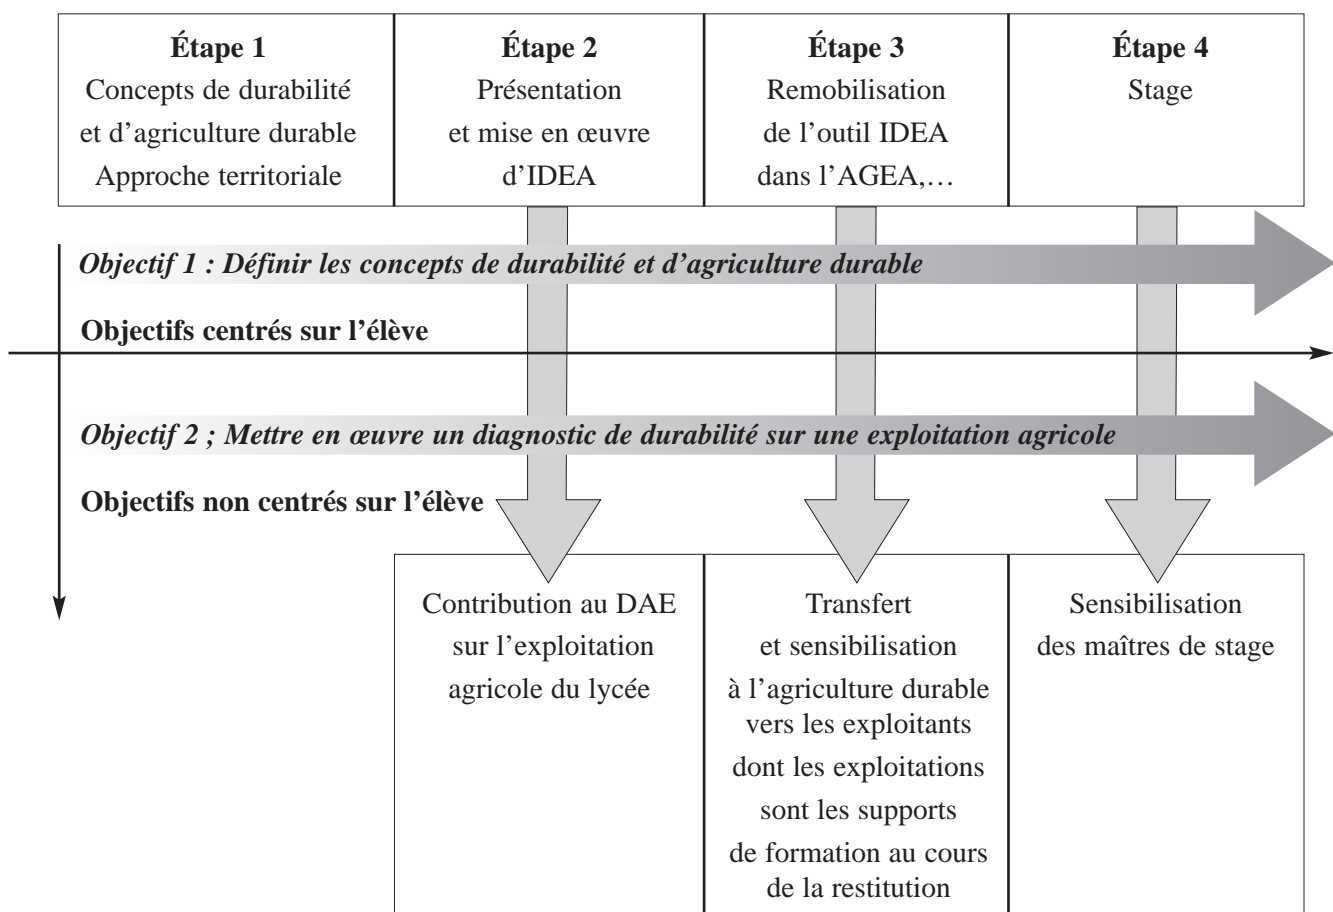 Étape 1
Concepts de durabilité
et d’agriculture durable
Approche territoriale
Étape 2
Présentation
et mise en œuvre
d’IDEA
Étape 3
Remobilisation
de l’outil IDEA
dans l’AGEA,…
Étape 4
Stage
Objectif 1 : Définir les concepts de durabilité et d’agriculture durable
Objectifs centrés sur l’élève
Objectif 2 ; Mettre en œuvre un diagnostic de durabilité sur une exploitation agricole
Objectifs non centrés sur l’élève
Contribution au DAE
sur l’exploitation
agricole du lycée
Transfert
et sensibilisation
à l’agriculture durable
vers les exploitants
dont les exploitations
sont les supports
de formation au cours
de la restitution
Sensibilisation
des maîtres de stage